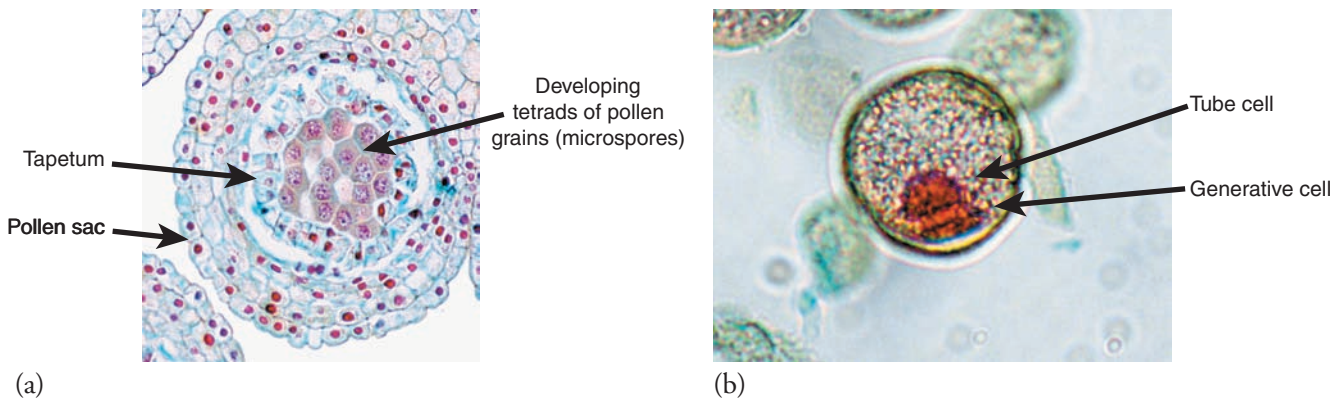 Developing
tetrads of pollen
grains (microspores)
Tapetum
Pollen sac
(a)
Tube cell
Generative cell
(b)